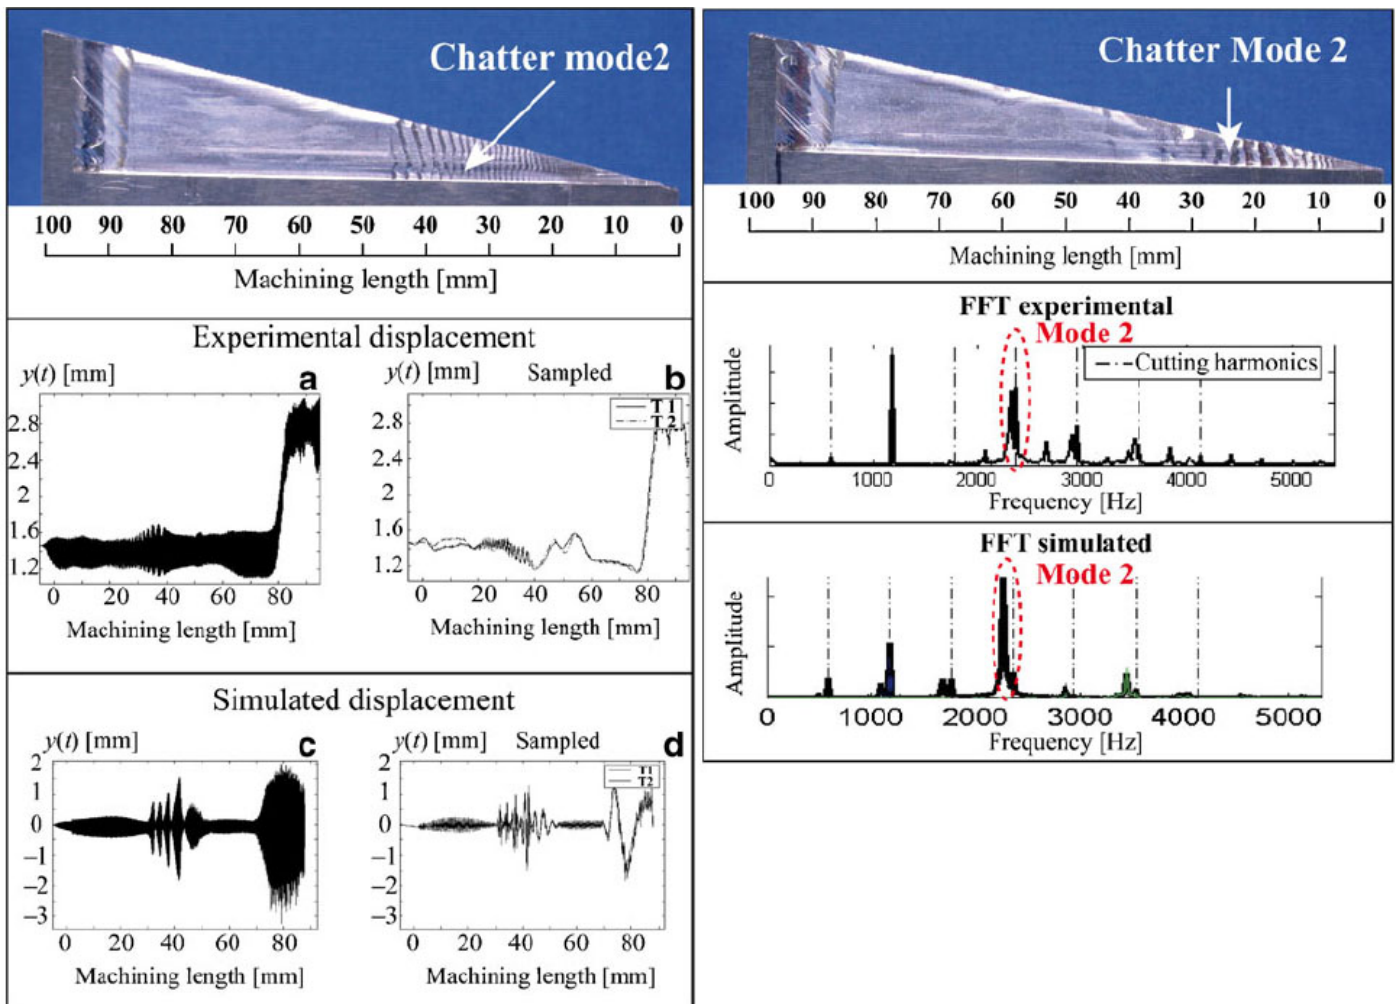 Chatter mode2
100 90 80 70 60 50 40 30 20 10 0
Machining length [mm]
Experimental displacement
y(t) [mm] a
2.8
2.4
2
1.6
1.2
0 20 40 60 80
Machining length [mm]
y(t) [mm] Sampled b
T 1
T 2
2.8
2.4
2
1.6
1.2
0 20 40 60 80
Machining length [mm]
Simulated displacement
y(t) [mm] c
2
1
0
−1
−2
−3
0 20 40 60 80
Machining length [mm]
y(t) [mm] Sampled d
T1
T2
2
1
0
−1
−2
−3
0 20 40 60 80
Machining length [mm]
Chatter Mode 2
100 90 80 70 60 50 40 30 20 10 0
Machining length [mm]
FFT experimental
Mode 2
Cutting harmonics
Amplitude
0 1000 2000 3000 4000 5000
Frequency [Hz]
FFT simulated
Mode 2
Amplitude
0 1000 2000 3000 4000 5000
Frequency [Hz]